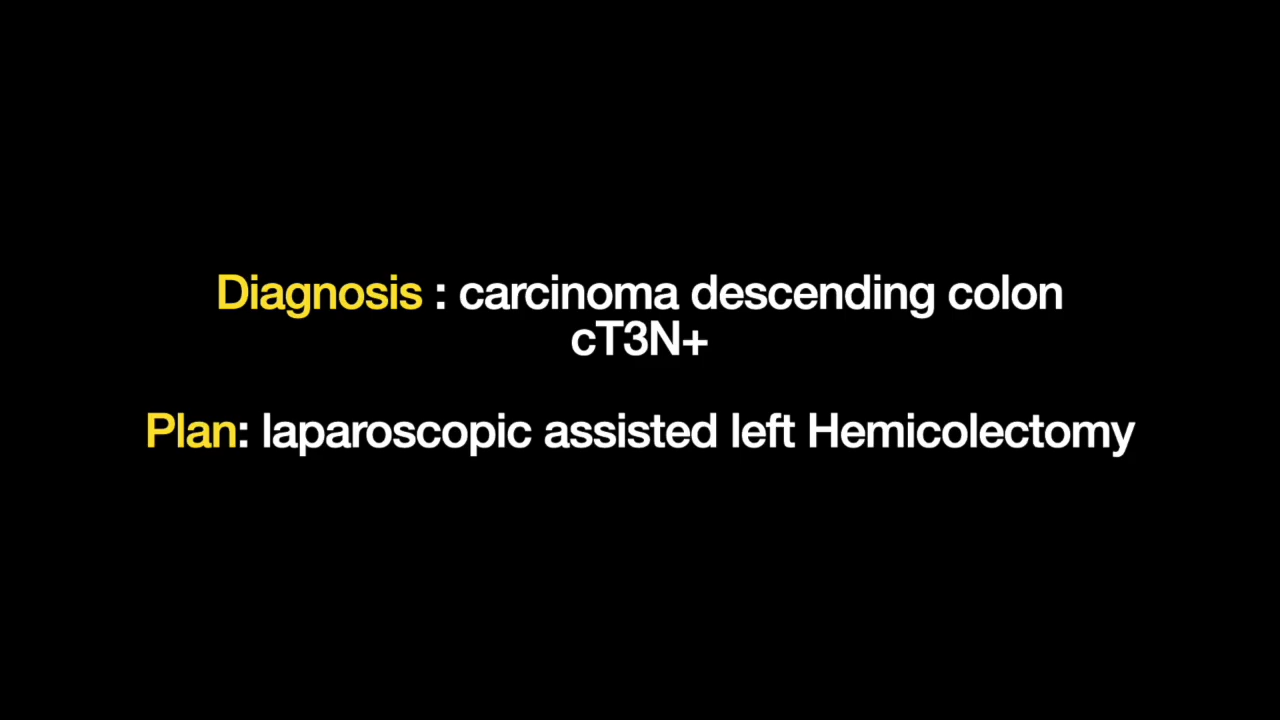 Diagnosis : carcinoma descending colon
cT3N+
Plan: laparoscopic assisted left Hemicolectomy